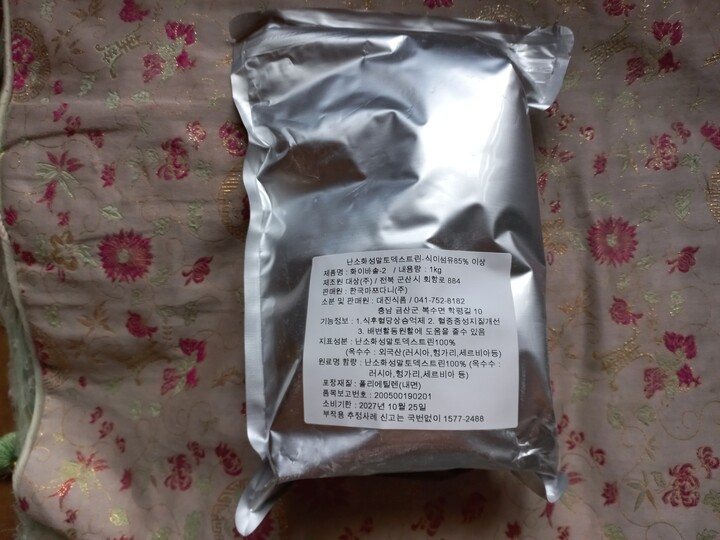 난소화성말토덱스트린-식이섬유85% 이상
제품명 : 화이바솔-2 / 내용량 : 1kg
제조원 대상(주) / 전북 군산시 외항로 884
판매원 : 한국마쯔다니(주)
소분 및 판매원 : 대진식품 / 041-752-8182
충남 금산군 복수면 학평길 10
기능정보 : 1.식후혈당상승억제 2. 혈중중성지질개선
3. 배변활동원활에 도움을 줄수 있음
지표성분 : 난소화성말토덱스트린100%
(옥수수 : 외국산(러시아,헝가리,세르비아등)
원료명 함량 : 난소화성말토덱스트린100% (옥수수 :
러시아,헝가리,세르비아 등)
포장재질 : 폴리에틸렌(내면)
품목보고번호 : 200500190201
소비기한 : 2027년 10월 25일
부작용 추정사례 신고는 국번없이 1577-2488